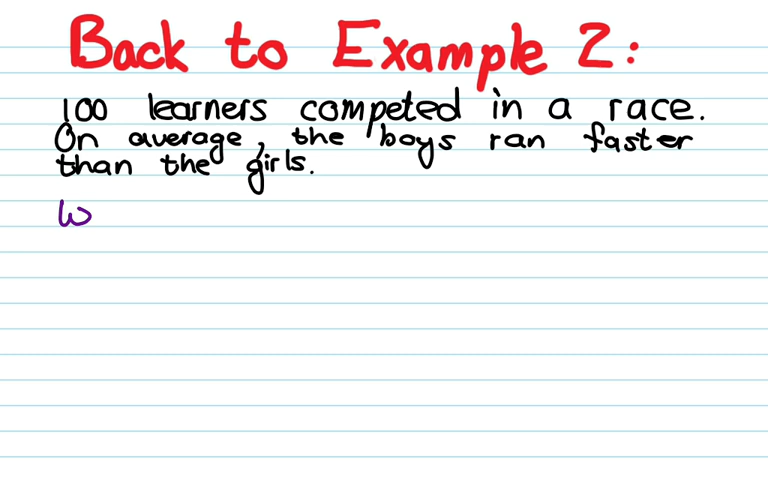 Back to Example 2:
100 learners competed in a race.
On average, the boys ran faster
than the girls.
W